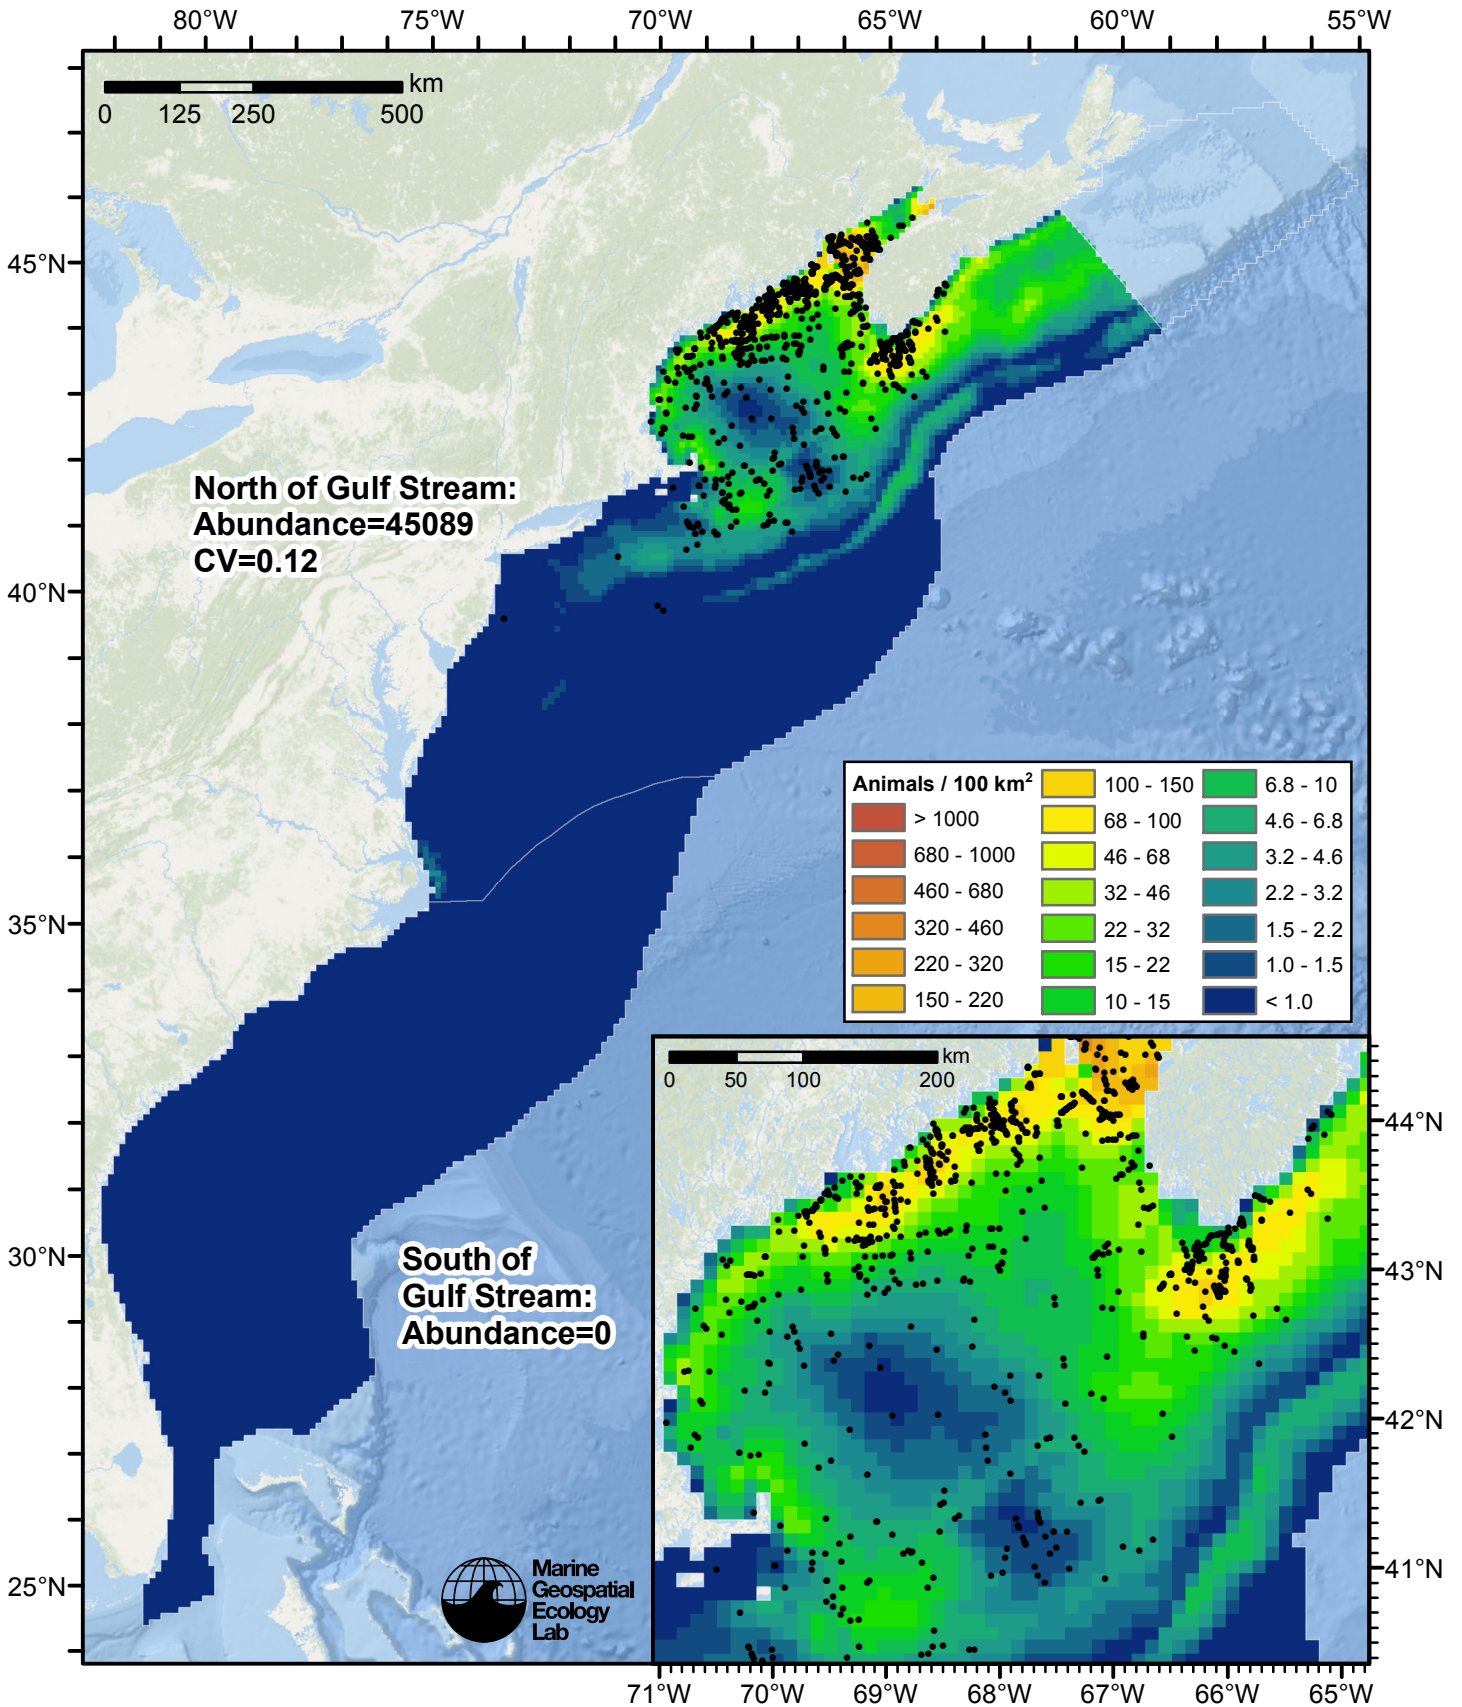 80°W 75°W 70°W 65°W 60°W 55°W
km
0 125 250 500
45°N
40°N
35°N
30°N
25°N
North of Gulf Stream:
Abundance=45089
CV=0.12
Animals / 100 km²
> 1000
680 - 1000
460 - 680
320 - 460
220 - 320
150 - 220
100 - 150
68 - 100
46 - 68
32 - 46
22 - 32
15 - 22
10 - 15
6.8 - 10
4.6 - 6.8
3.2 - 4.6
2.2 - 3.2
1.5 - 2.2
1.0 - 1.5
< 1.0
South of
Gulf Stream:
Abundance=0
km
0 50 100 200
44°N
43°N
42°N
41°N
Marine
Geospatial
Ecology
Lab
71°W 70°W 69°W 68°W 67°W 66°W 65°W